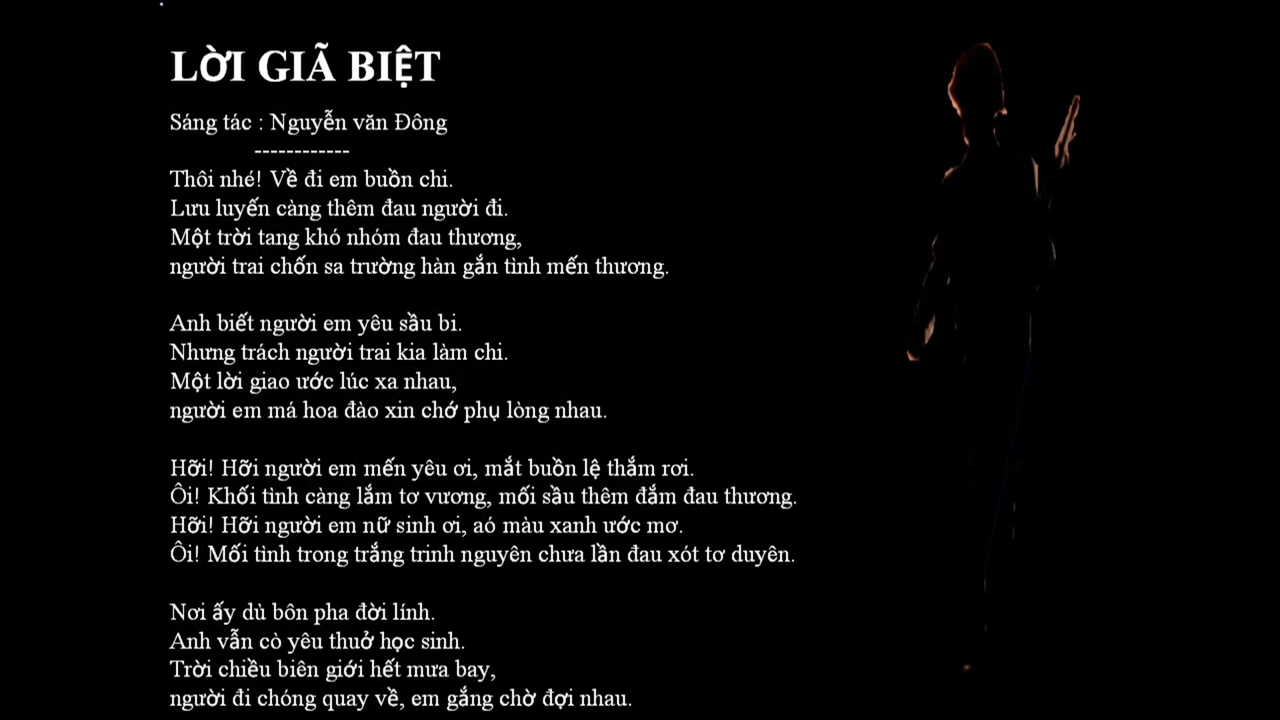 LỜI GIÃ BIỆT
Sáng tác : Nguyễn văn Đông
------------
Thôi nhé! Về đi em buồn chi.
Lưu luyến càng thêm đau người đi.
Một trời tang khó nhóm đau thương,
người trai chốn sa trường hàn gắn tình mến thương.
Anh biết người em yêu sầu bi.
Nhưng trách người trai kia làm chi.
Một lời giao ước lúc xa nhau,
người em má hoa đào xin chớ phụ lòng nhau.
Hỡi! Hỡi người em mến yêu ơi, mắt buồn lệ thắm rơi.
Ôi! Khối tình càng lắm tơ vương, mối sầu thêm đắm đau thương.
Hỡi! Hỡi người em nữ sinh ơi, aó màu xanh ước mơ.
Ôi! Mối tình trong trắng trinh nguyên chưa lần đau xót tơ duyên.
Nơi ấy dù bôn pha đời lính.
Anh vẫn cò yêu thuở học sinh.
Trời chiều biên giới hết mưa bay,
người đi chóng quay về, em gắng chờ đợi nhau.